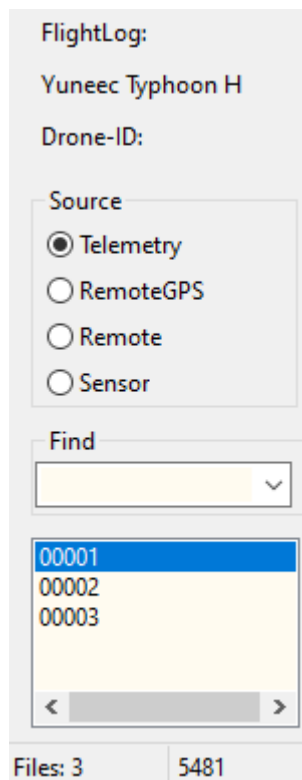 FlightLog:
Yuneec Typhoon H
Drone-ID:
Source
Telemetry
RemoteGPS
Remote
Sensor
Find
00001
00002
00003
Files: 3 5481